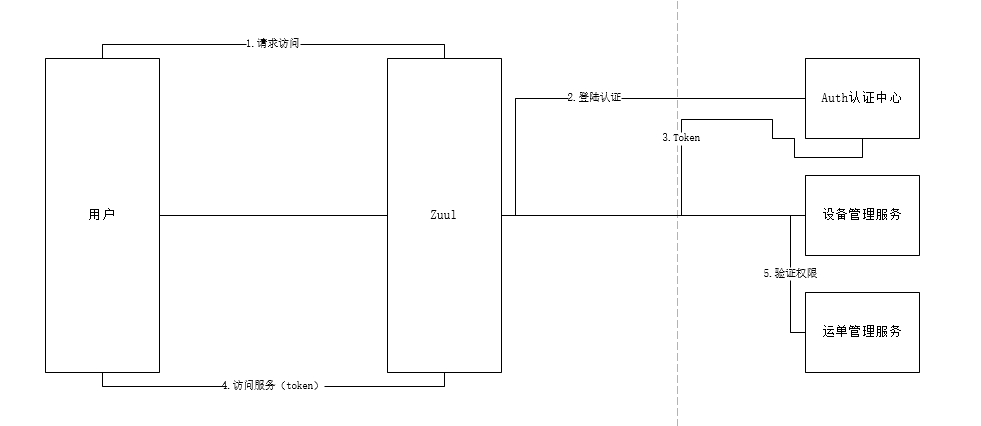 1.请求访问
2.登陆认证
Auth认证中心
3.Token
用户
Zuul
设备管理服务
5.验证权限
运单管理服务
4.访问服务（token）